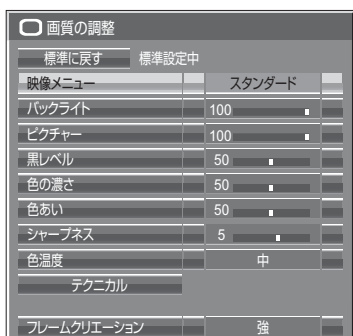 画質の調整
標準に戻す 標準設定中
映像メニュー スタンダード
バックライト 100
ピクチャー 100
黒レベル 50
色の濃さ 50
色あい 50
シャープネス 5
色温度 中
テクニカル
フレームクリエーション 強